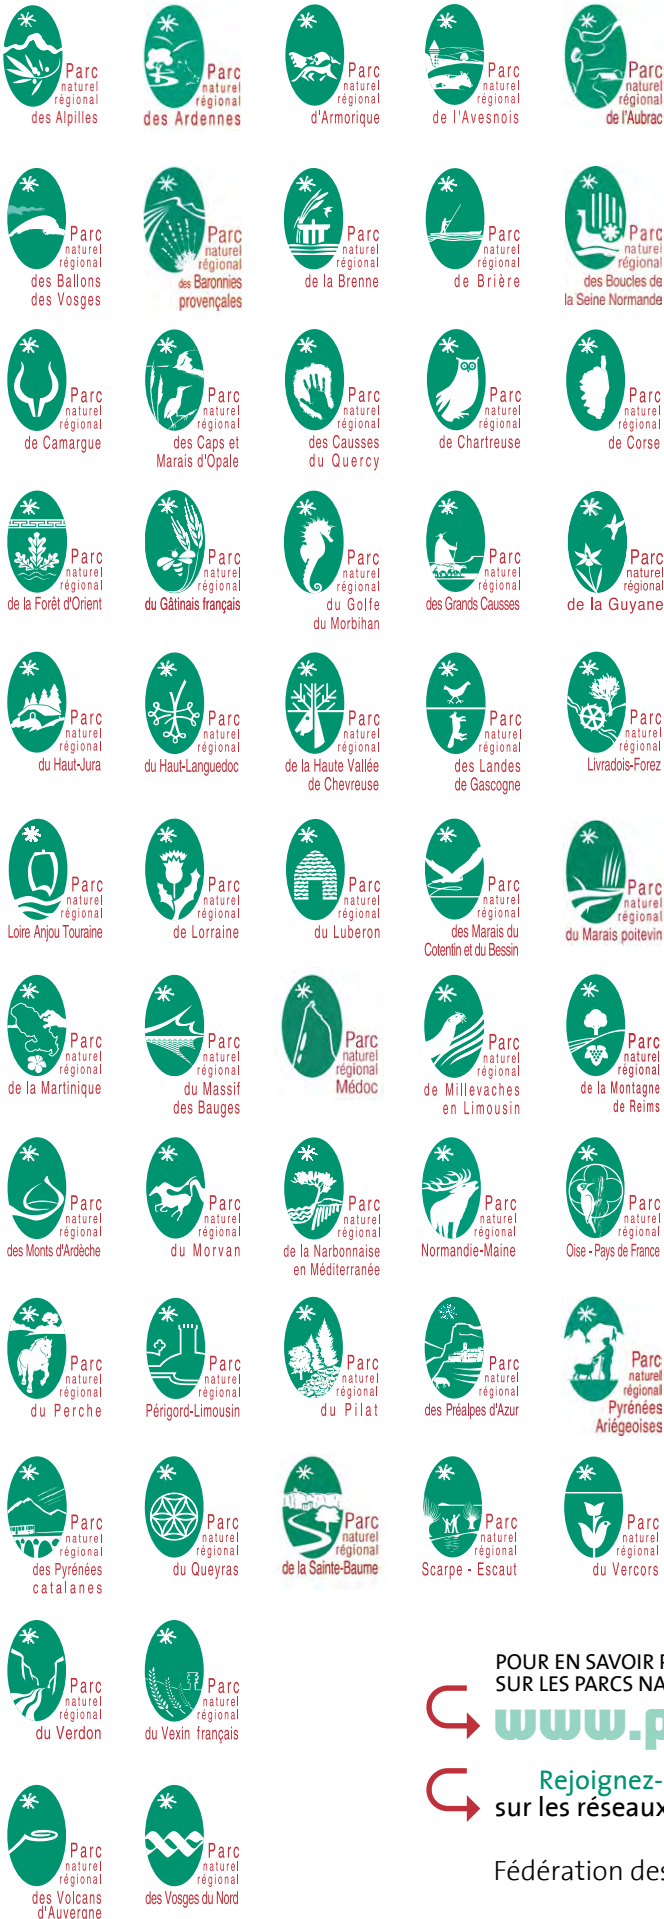 Parc
naturel
régional
des Alpilles
Parc
naturel
régional
des Ardennes
Parc
naturel
régional
d'Armorique
Parc
naturel
régional
de l'Avesnois
Parc
naturel
régional
de l'Aubrac
Parc
naturel
régional
des Ballons
des Vosges
Parc
naturel
régional
des Baronnies
provençales
Parc
naturel
régional
de la Brenne
Parc
naturel
régional
de Brière
Parc
naturel
régional
des Boucles de
la Seine Normande
Parc
naturel
régional
de Camargue
Parc
naturel
régional
des Caps et
Marais d'Opale
Parc
naturel
régional
des Causses
du Quercy
Parc
naturel
régional
de Chartreuse
Parc
naturel
régional
de Corse
Parc
naturel
régional
de la Forêt d'Orient
Parc
naturel
régional
du Gâtinais français
Parc
naturel
régional
du Golfe
du Morbihan
Parc
naturel
régional
des Grands Causses
Parc
naturel
régional
de la Guyane
Parc
naturel
régional
du Haut-Jura
Parc
naturel
régional
du Haut-Languedoc
Parc
naturel
régional
de la Haute Vallée
de Chevreuse
Parc
naturel
régional
des Landes
de Gascogne
Parc
naturel
régional
Livradois-Forez
Parc
naturel
régional
Loire Anjou Touraine
Parc
naturel
régional
de Lorraine
Parc
naturel
régional
du Luberon
Parc
naturel
régional
des Marais du
Cotentin et du Bessin
Parc
naturel
régional
du Marais poitevin
Parc
naturel
régional
de la Martinique
Parc
naturel
régional
du Massif
des Bauges
Parc
naturel
régional
Médoc
Parc
naturel
régional
de Millevaches
en Limousin
Parc
naturel
régional
de la Montagne
de Reims
Parc
naturel
régional
des Monts d'Ardèche
Parc
naturel
régional
du Morvan
Parc
naturel
régional
de la Narbonnaise
en Méditerranée
Parc
naturel
régional
Normandie-Maine
Parc
naturel
régional
Oise - Pays de France
Parc
naturel
régional
du Perche
Parc
naturel
régional
Périgord-Limousin
Parc
naturel
régional
du Pilat
Parc
naturel
régional
des Préalpes d'Azur
Parc
naturel
régional
Pyrénées
Ariégeoises
Parc
naturel
régional
des Pyrénées
catalanes
Parc
naturel
régional
du Queyras
Parc
naturel
régional
de la Sainte-Baume
Parc
naturel
régional
Scarpe - Escaut
Parc
naturel
régional
du Vercors
Parc
naturel
régional
du Verdon
Parc
naturel
régional
du Vexin français
POUR EN SAVOIR P
SUR LES PARCS NA
www.p
Rejoignez-
sur les réseaux
Parc
naturel
régional
des Volcans
d'Auvergne
Parc
naturel
régional
des Vosges du Nord
Fédération des